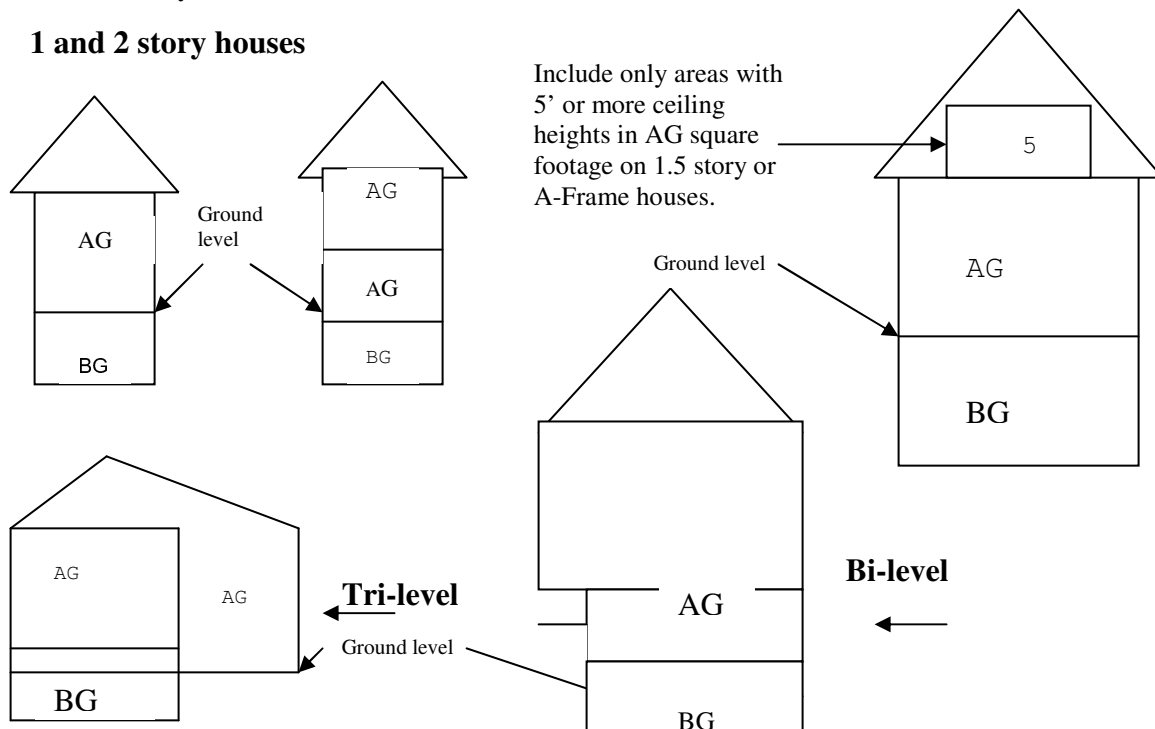 1 and 2 story houses
Include only areas with
5’ or more ceiling
heights in AG square
footage on 1.5 story or
A-Frame houses.
5
AG
Ground
level
AG
AG
BG
BG
Ground level
AG
BG
AG
AG
BG
Tri-level
Ground level
AG
BG
Bi-level